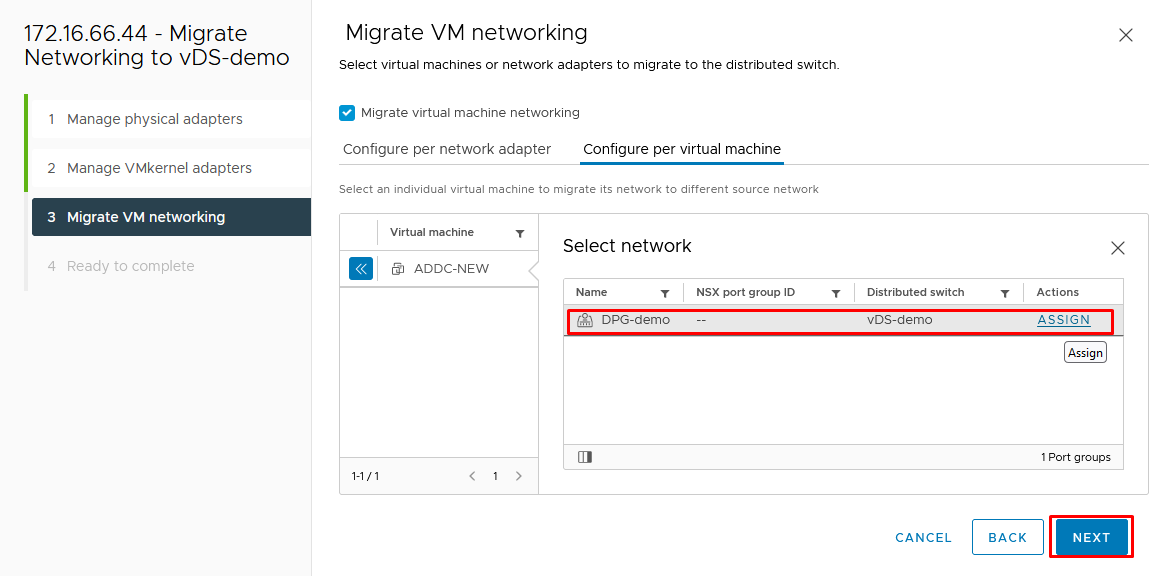 172.16.66.44 - Migrate
Networking to vDS-demo
1 Manage physical adapters
2 Manage VMkernel adapters
3 Migrate VM networking
4 Ready to complete
Migrate VM networking
Select virtual machines or network adapters to migrate to the distributed switch.
Migrate virtual machine networking
Configure per network adapter Configure per virtual machine
Select an individual virtual machine to migrate its network to different source network
Virtual machine
ADDC-NEW
1-1 / 1
1
Select network
Name NSX port group ID Distributed switch Actions
DPG-demo -- vDS-demo ASSIGN
Assign
1 Port groups
CANCEL BACK NEXT